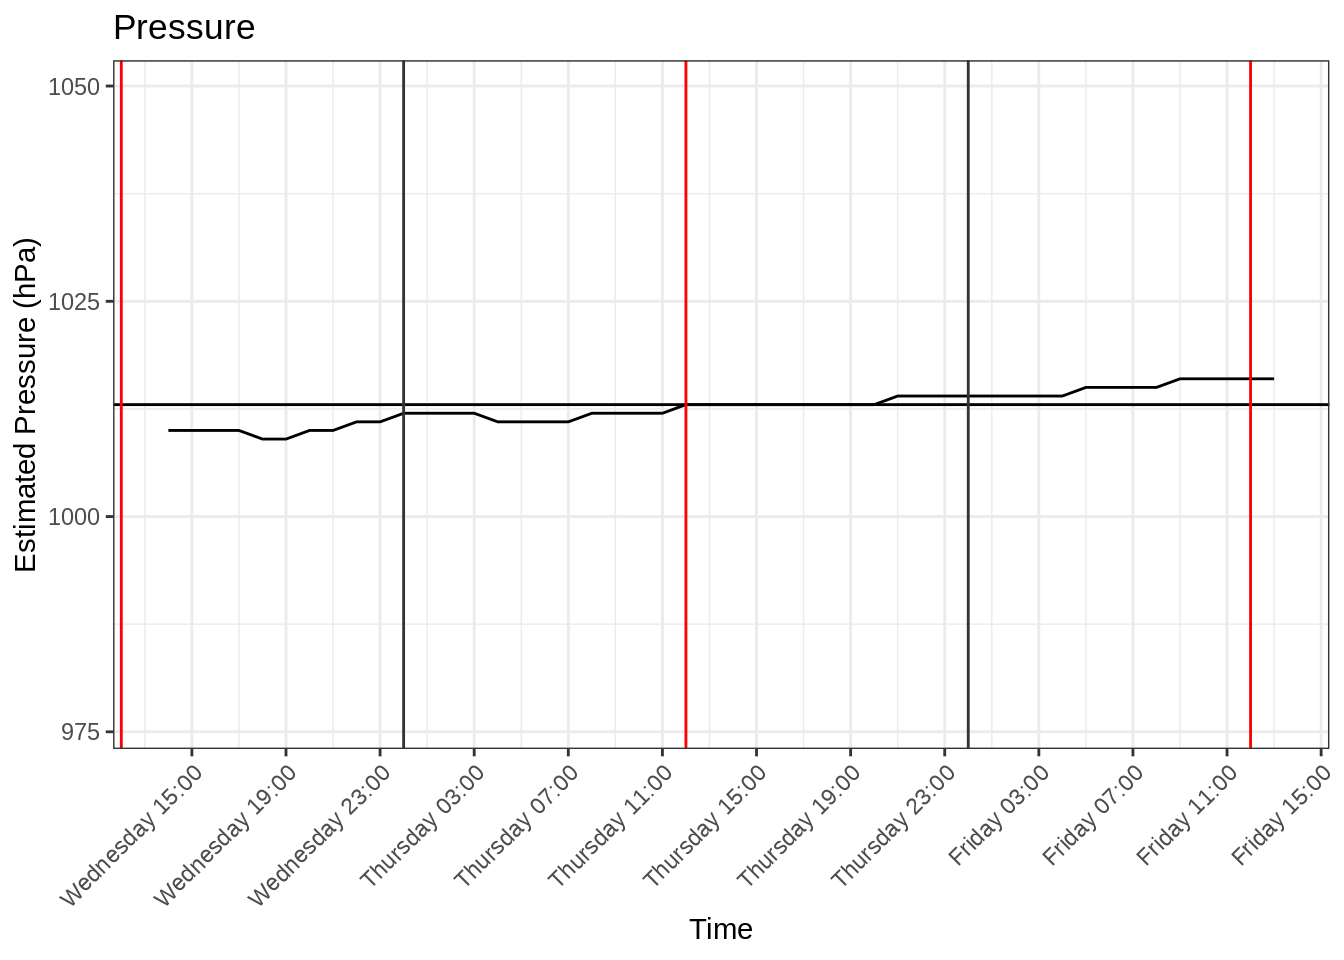 Pressure
Estimated Pressure (hPa)
1050
1025
1000
975
Wednesday 15:00
Wednesday 19:00
Wednesday 23:00
Thursday 03:00
Thursday 07:00
Thursday 11:00
Thursday 15:00
Thursday 19:00
Thursday 23:00
Friday 03:00
Friday 07:00
Friday 11:00
Friday 15:00
Time